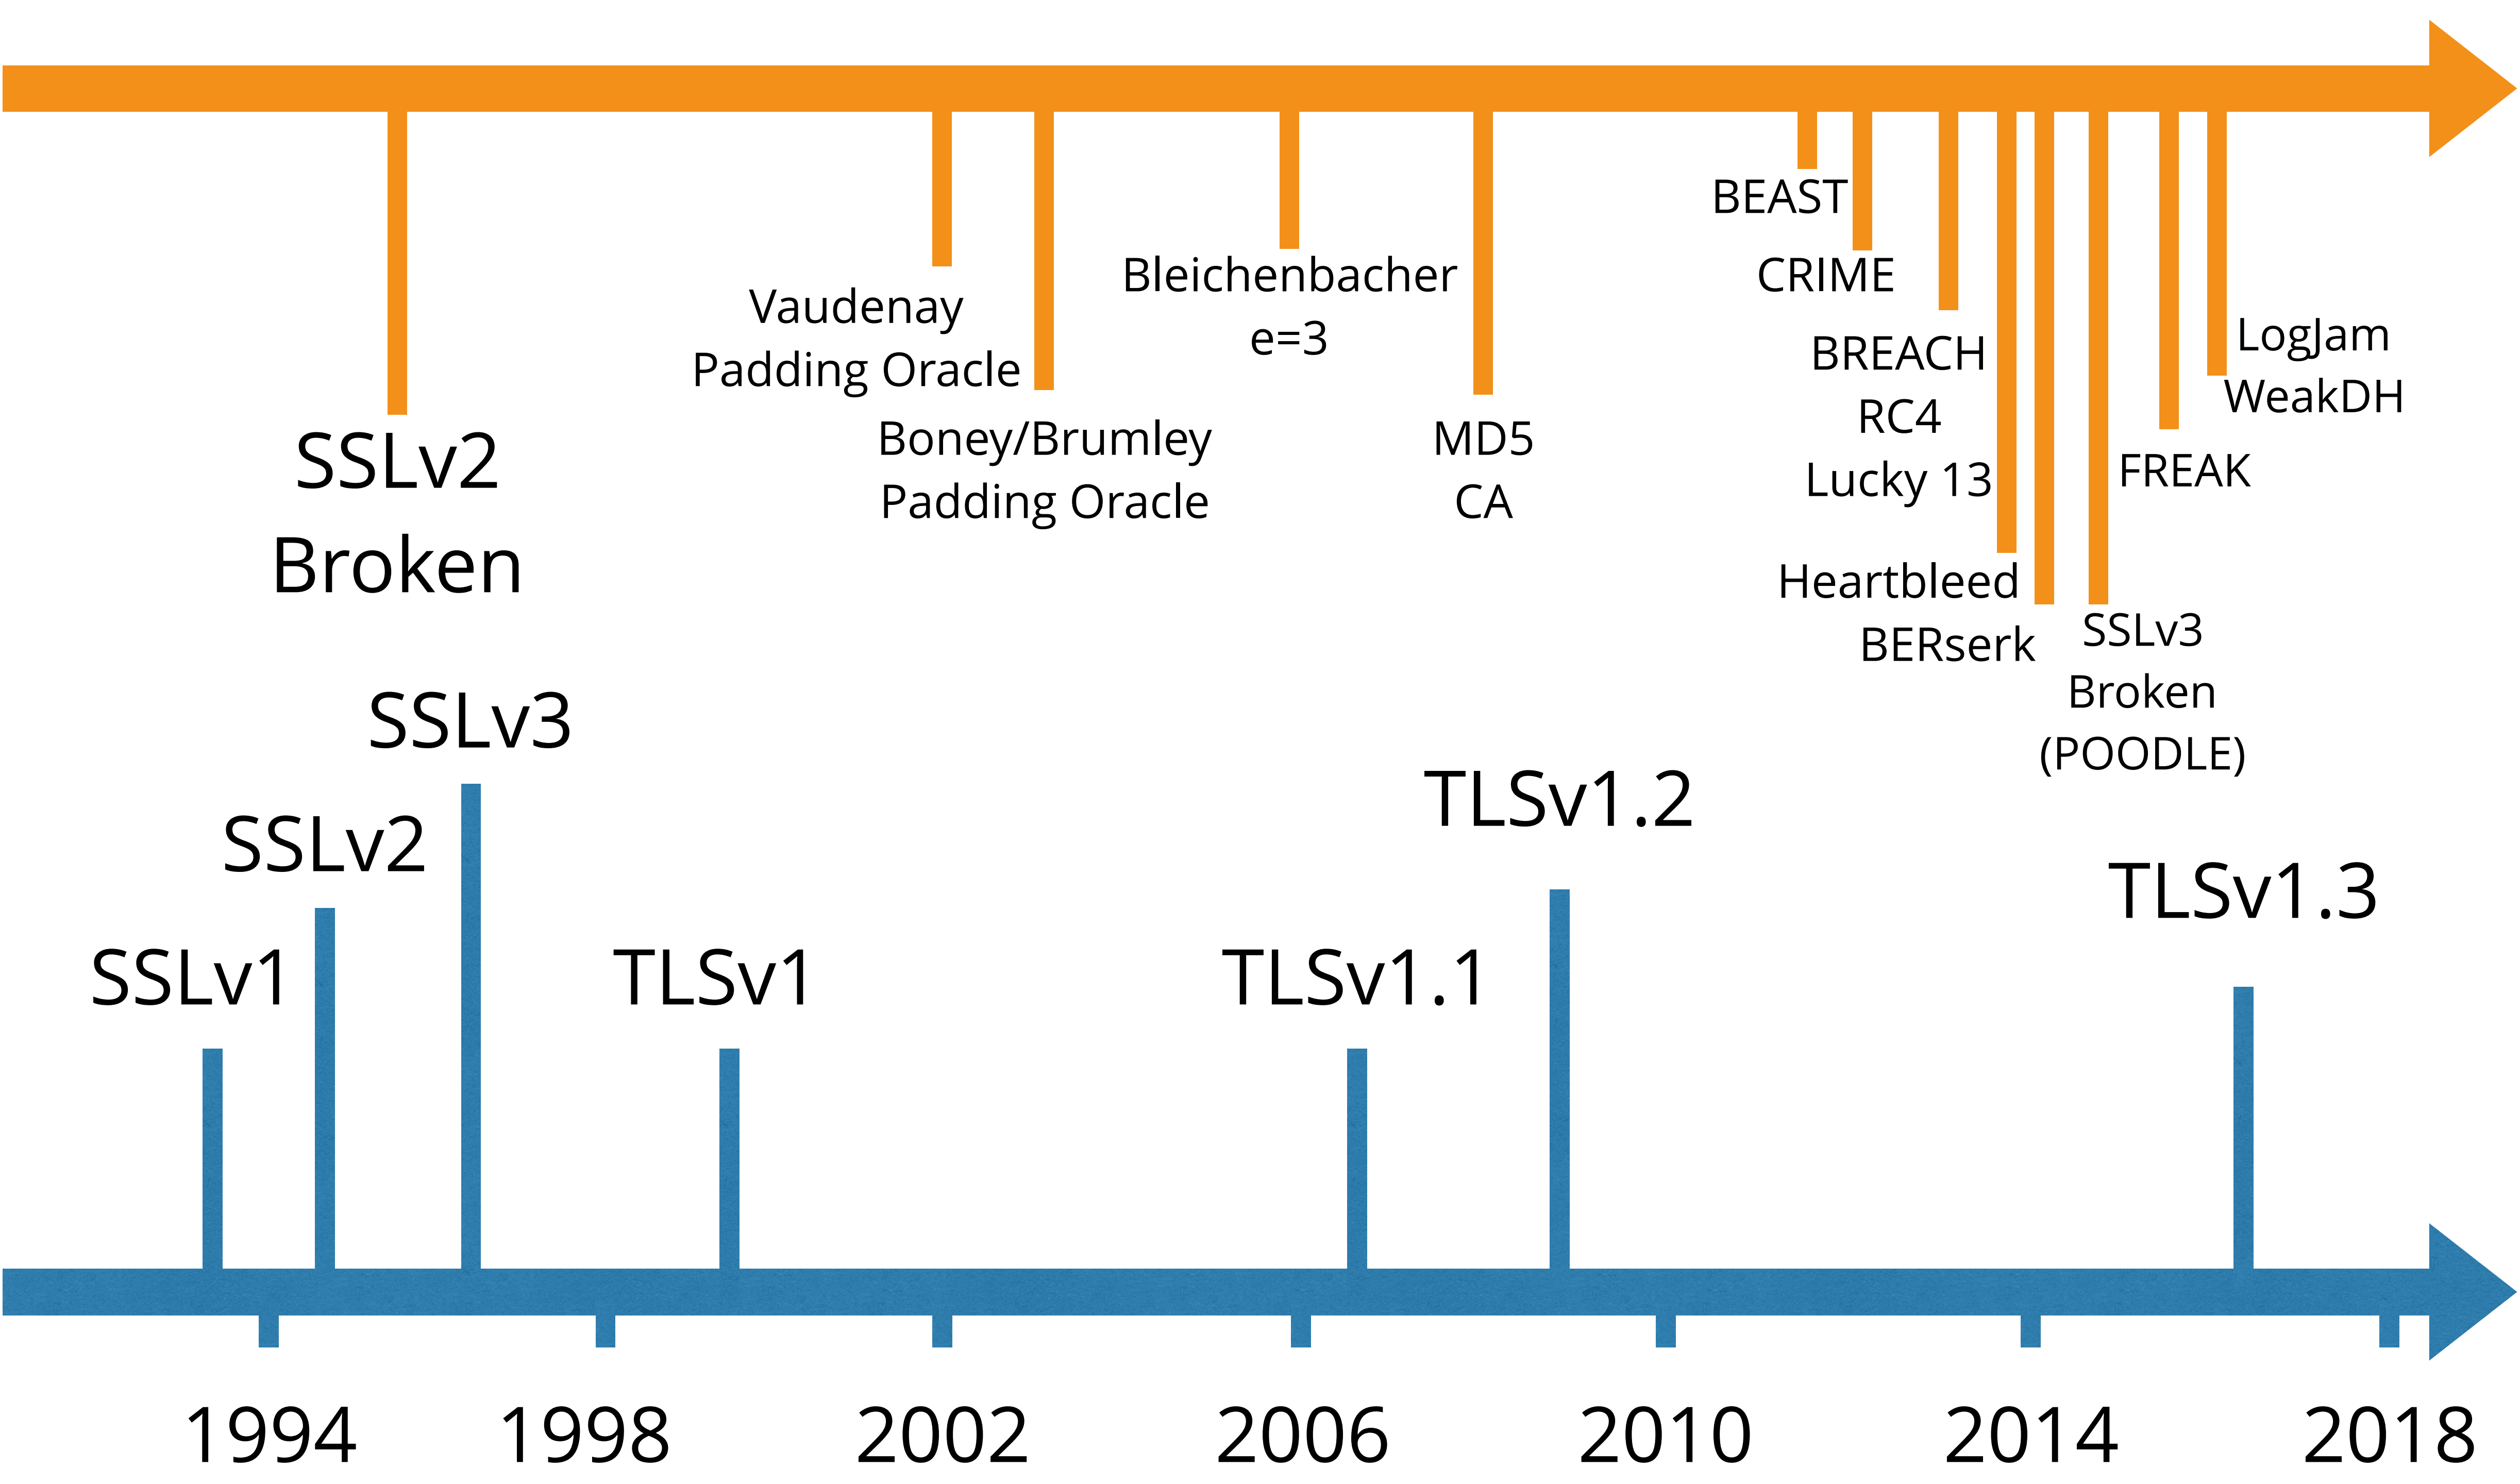 BEAST
CRIME
Bleichenbacher
e=3
Vaudenay
Padding Oracle
BREACH
RC4
Lucky 13
LogJam
WeakDH
SSLv2
Broken
Boney/Brumley
Padding Oracle
MD5
CA
FREAK
Heartbleed
BERserk
SSLv3
Broken
(POODLE)
SSLv3
SSLv2
SSLv1
TLSv1
TLSv1.1
TLSv1.2
TLSv1.3
1994
1998
2002
2006
2010
2014
2018